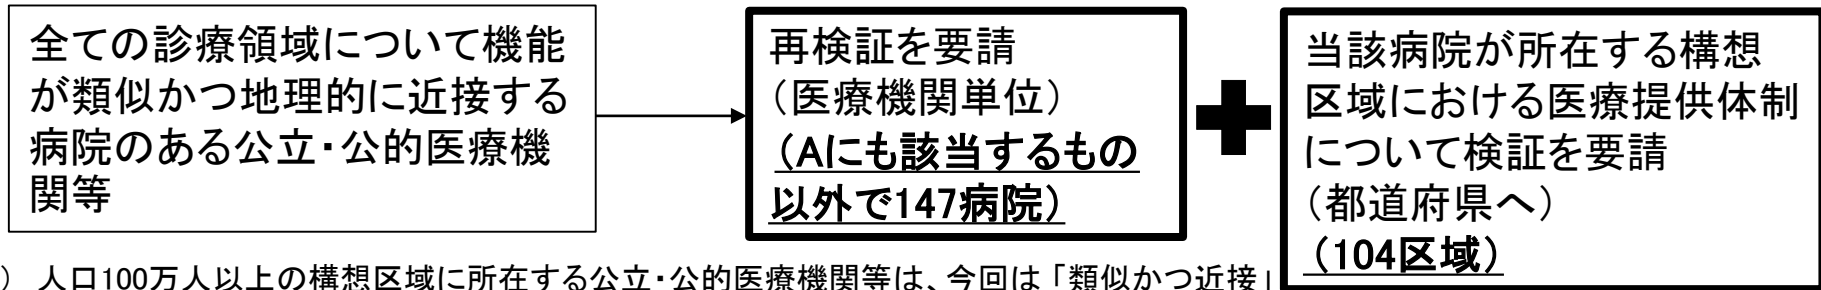 全ての診療領域について機能
が類似かつ地理的に近接する
病院のある公立・公的医療機
関等
再検証を要請
（医療機関単位）
（Aにも該当するもの
以外で147病院）
当該病院が所在する構想
区域における医療提供体制
について検証を要請
（都道府県へ）
（104区域）
） 人口100万人以上の構想区域に所在する公立・公的医療機関等は、今回は「類似かつ近接」